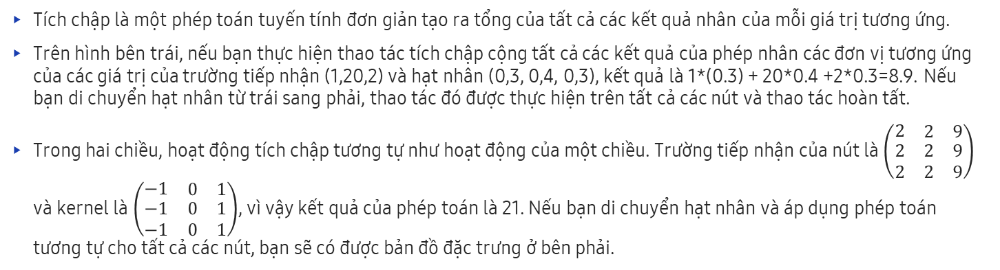 Tích chập là một phép toán tuyến tính đơn giản tạo ra tổng của tất cả các kết quả nhân của mỗi giá trị tương ứng.
Trên hình bên trái, nếu bạn thực hiện thao tác tích chập cộng tất cả các kết quả của phép nhân các đơn vị tương ứng
của các giá trị của trường tiếp nhận (1,20,2) và hạt nhân (0,3, 0,4, 0,3), kết quả là 1*(0.3) + 20*0.4 +2*0.3=8.9. Nếu
bạn di chuyển hạt nhân từ trái sang phải, thao tác đó được thực hiện trên tất cả các nút và thao tác hoàn tất.
Trong hai chiều, hoạt động tích chập tương tự như hoạt động của một chiều. Trường tiếp nhận của nút là
2 2 9
2 2 9
2 2 9
và kernel là
−1 0 1
−1 0 1
−1 0 1
, vì vậy kết quả của phép toán là 21. Nếu bạn di chuyển hạt nhân và áp dụng phép toán
tương tự cho tất cả các nút, bạn sẽ có được bản đồ đặc trưng ở bên phải.